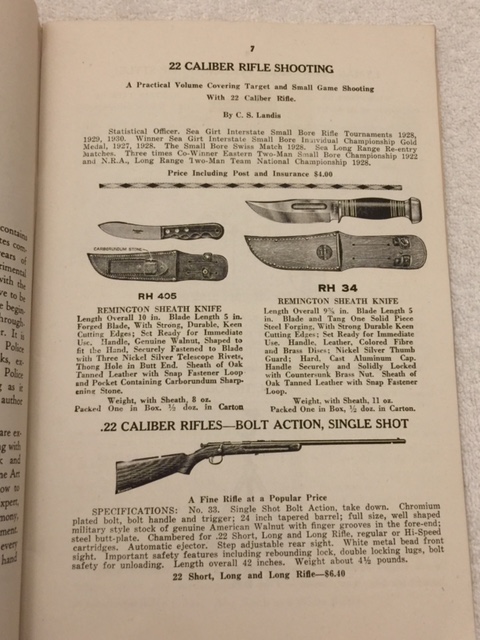 7
22 CALIBER RIFLE SHOOTING
A Practical Volume Covering Target and Small Game Shooting
With 22 Caliber Rifle.
By C. S. Landis
Statistical Officer. Sea Girt Interstate Small Bore Rifle Tournaments 1928,
1929, 1930. Winner Sea Girt Interstate Small Bore Individual Championship Gold
Medal, 1927, 1928. The Small Bore Swiss Match 1928. Sea Long Range Re-entry
Matches. Three times Co-Winner Eastern Two-Man Small Bore Championship 1922
and N.R.A., Long Range Two-Man Team National Championship 1928.
Price Including Post and Insurance $4.00
CARBORUNDUM STONE
RH 405
REMINGTON SHEATH KNIFE
Length Overall 10 in. Blade Length 5 in.
Forged Blade, With Strong, Durable, Keen
Cutting Edges; Set Ready for Immediate
Use. Handle, Genuine Walnut, Shaped to
fit the Hand, Securely Fastened to Blade
with Three Nickel Silver Telescope Rivets,
Thong Hole in Butt End. Sheath of Oak
Tanned Leather with Snap Fastener Loop
and Pocket Containing Carborundum Sharp-
ening Stone.
Weight, with Sheath, 8 oz.
Packed One in Box, ½ doz. in Carton
RH 34
REMINGTON SHEATH KNIFE
Length Overall 9⅜ in. Blade Length 5
in. Blade and Tang One Solid Piece
Steel Forging, With Strong Durable Keen
Cutting Edges; Set Ready for Immediate
Use. Handle, Leather, Colored Fibre
and Brass Discs; Nickel Silver Thumb
Guard; Hard, Cast Aluminum Cap.
Handle Securely and Solidly Locked
with Countersunk Brass Nut. Sheath of
Oak Tanned Leather with Snap Fastener
Loop.
Weight, with Sheath, 11 oz.
Packed One in Box. ½ doz. in Carton
.22 CALIBER RIFLES—BOLT ACTION, SINGLE SHOT
A Fine Rifle at a Popular Price
SPECIFICATIONS: No. 33. Single Shot Bolt Action, take down. Chromium
plated bolt, bolt handle and trigger; 24 inch tapered barrel; full size, well shaped
military style stock of genuine American Walnut with finger grooves in the fore-end;
steel butt-plate. Chambered for .22 Short, Long and Long Rifle, regular or Hi-Speed
cartridges. Automatic ejector. Step adjustable rear sight. White metal bead front
sight. Important safety features including rebounding lock, double locking lugs, bolt
safety for unloading. Length overall 42 inches. Weight about 4½ pounds.
22 Short, Long and Long Rifle—$6.40